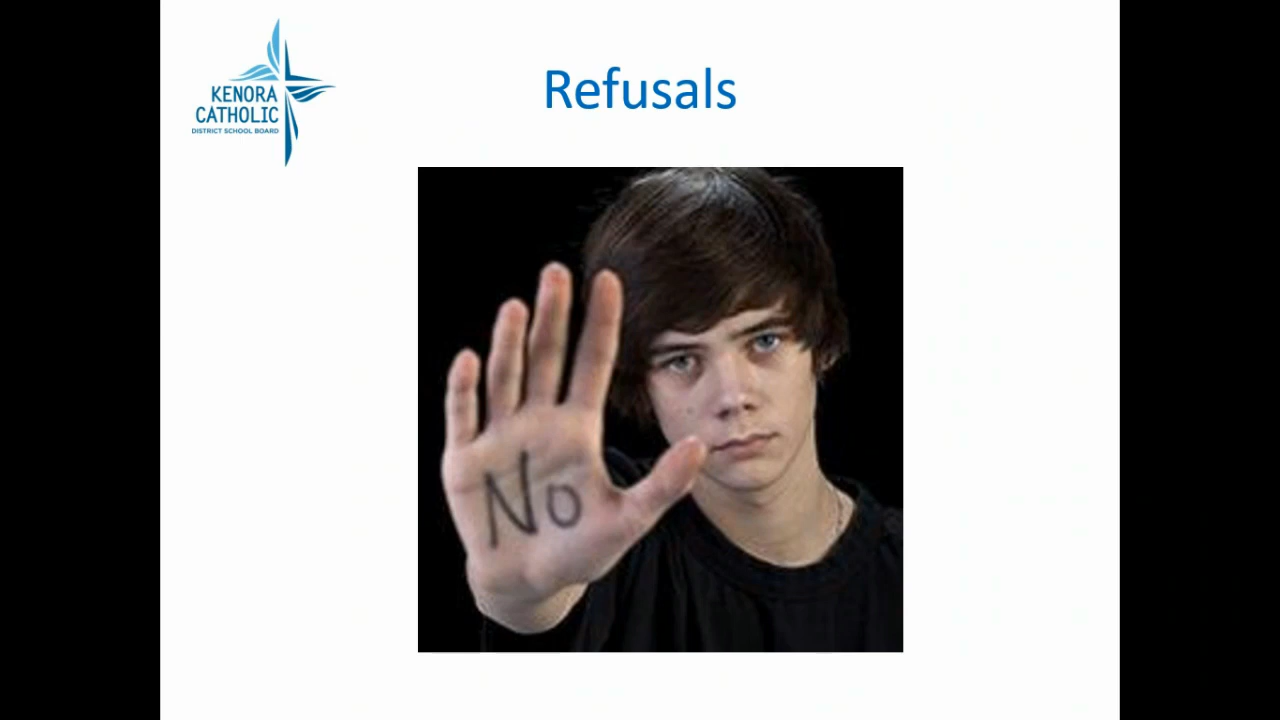 KENORA
CATHOLIC
DISTRICT SCHOOL BOARD
Refusals
No